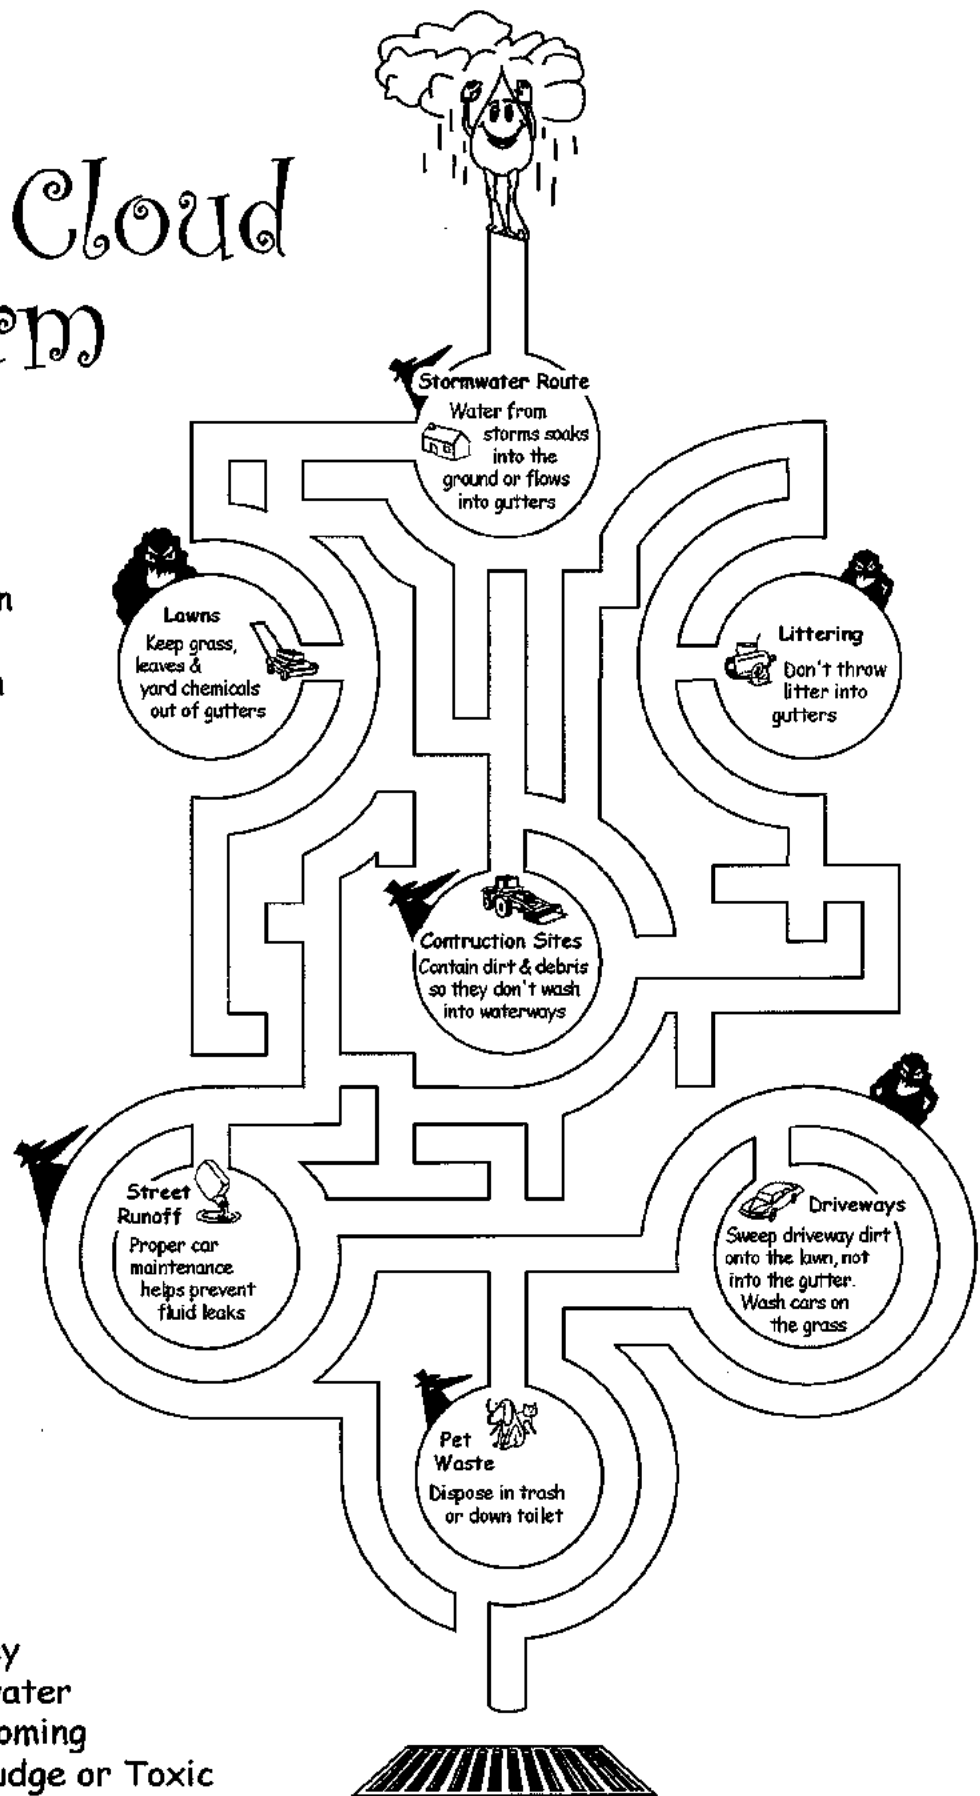 Cloud
rm
Stormwater Route
Water from
storms soaks
into the
ground or flows
into gutters
n
Lawns
Keep grass,
leaves &
yard chemicals
out of gutters
Littering
Don't throw
litter into
gutters
Contruction Sites
Contain dirt & debris
so they don't wash
into waterways
Street
Runoff
Proper car
maintenance
helps prevent
fluid leaks
Driveways
Sweep driveway dirt
onto the lawn, not
into the gutter.
Wash cars on
the grass
Pet
Waste
Dispose in trash
or down toilet
y
ater
oming
udge or Toxic